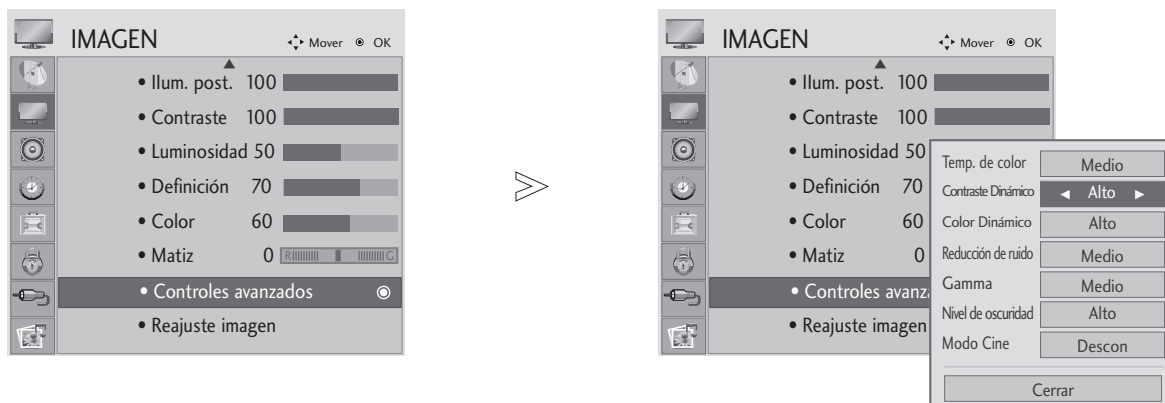 IMAGEN
Mover OK
• Ilum. post. 100
• Contraste 100
• Luminosidad 50
• Definición 70
• Color 60
• Matiz 0 R G
• Controles avanzados
• Reajuste imagen
IMAGEN
Mover OK
• Ilum. post. 100
• Contraste 100
• Luminosidad 50
• Definición 70
• Color 60
• Matiz 0
• Controles avanza
• Reajuste imagen
Temp. de color Medio
Contraste Dinámico ◄ Alto ►
Color Dinámico Alto
Reducción de ruido Medio
Gamma Medio
Nivel de oscuridad Alto
Modo Cine Descon
Cerrar